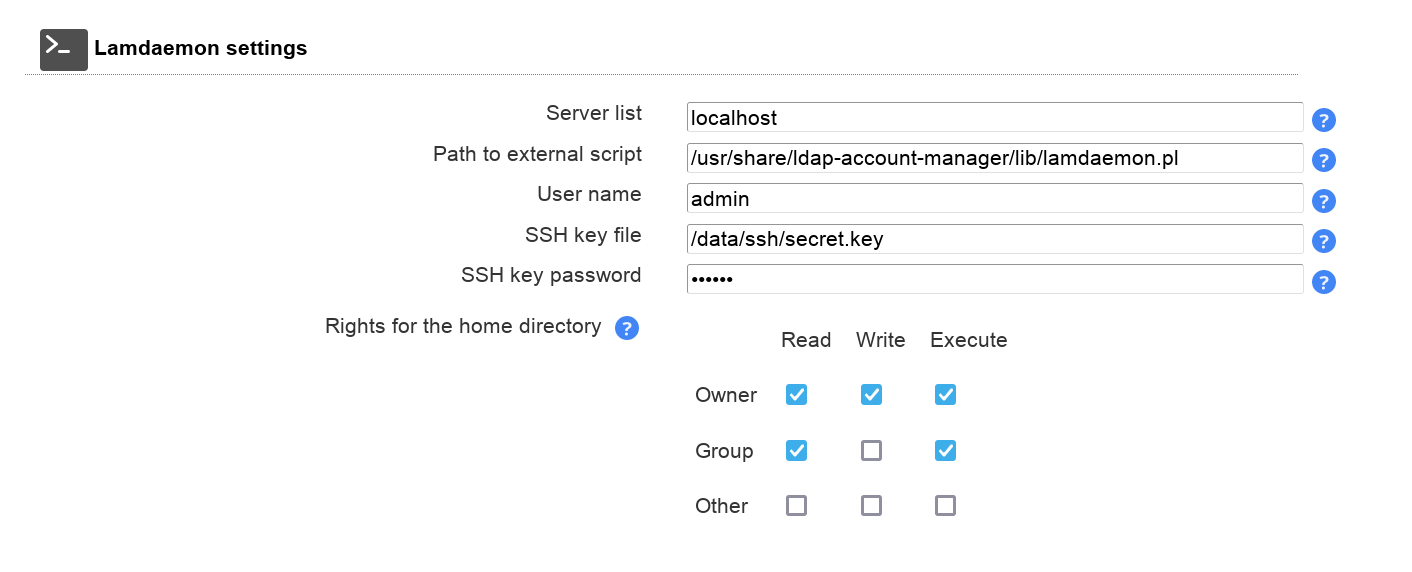 Lamdaemon settings
Server list localhost
Path to external script /usr/share/ldap-account-manager/lib/lamdaemon.pl
User name admin
SSH key file /data/ssh/secret.key
SSH key password ••••••
Rights for the home directory
Read Write Execute
Owner
Group
Other